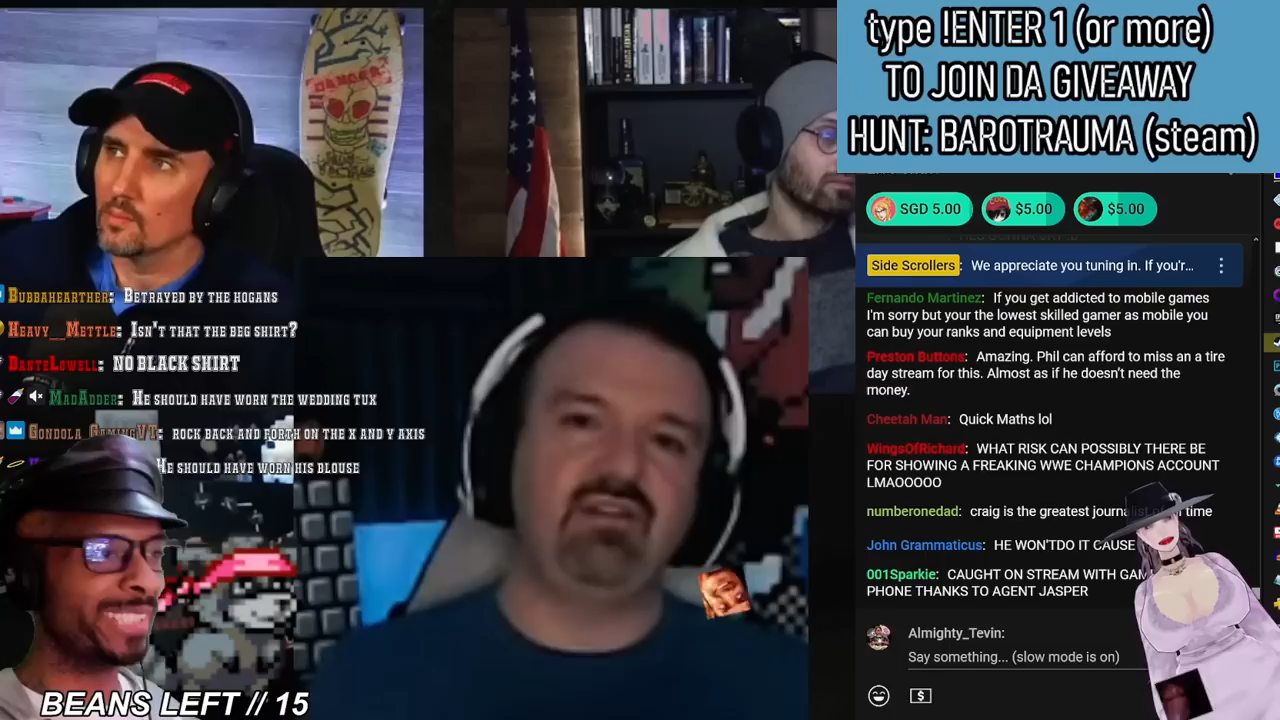 type !ENTER 1 (or more)
TO JOIN DA GIVEAWAY
HUNT: BAROTRAUMA (steam)
DANGER
SGD 5.00
$5.00
$5.00
Side Scrollers: We appreciate you tuning in. If you'r...
Fernando Martinez: If you get addicted to mobile games
I'm sorry but your the lowest skilled gamer as mobile you
can buy your ranks and equipment levels
Preston Buttons: Amazing. Phil can afford to miss an a tire
day stream for this. Almost as if he doesn't need the
money.
Cheetah Man: Quick Maths lol
WingsOfRichard: WHAT RISK CAN POSSIBLY THERE BE
FOR SHOWING A FREAKING WWE CHAMPIONS ACCOUNT
LMAOOOOO
numberonedad: craig is the greatest journalist of time
John Grammaticus: HE WON'TDO IT CAUSE
001Sparkie: CAUGHT ON STREAM WITH GAM
PHONE THANKS TO AGENT JASPER
Almighty_Tevin:
Say something... (slow mode is on)
Bubbahearther: Betrayed by the hogans
Heavy__Mettle: Isn't that the beg shirt?
DanteLowell: NO BLACK SHIRT
MadAdder: He should have worn the wedding tux
Gondola_GamingVT: rock back and forth on the x and y axis
He should have worn his blouse
BEANS LEFT // 15